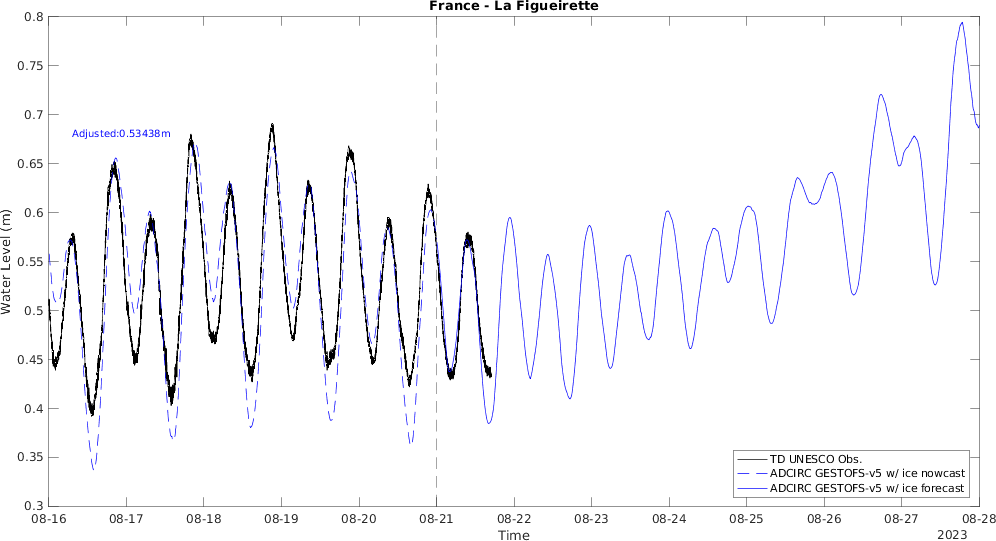 France - La Figueirette
0.8
0.75
0.7
0.65
0.6
0.55
0.5
0.45
0.4
0.35
0.3
Water Level (m)
Adjusted:0.53438m
TD UNESCO Obs.
ADCIRC GESTOFS-v5 w/ ice nowcast
ADCIRC GESTOFS-v5 w/ ice forecast
08-16 08-17 08-18 08-19 08-20 08-21 08-22 08-23 08-24 08-25 08-26 08-27 08-28
Time
2023